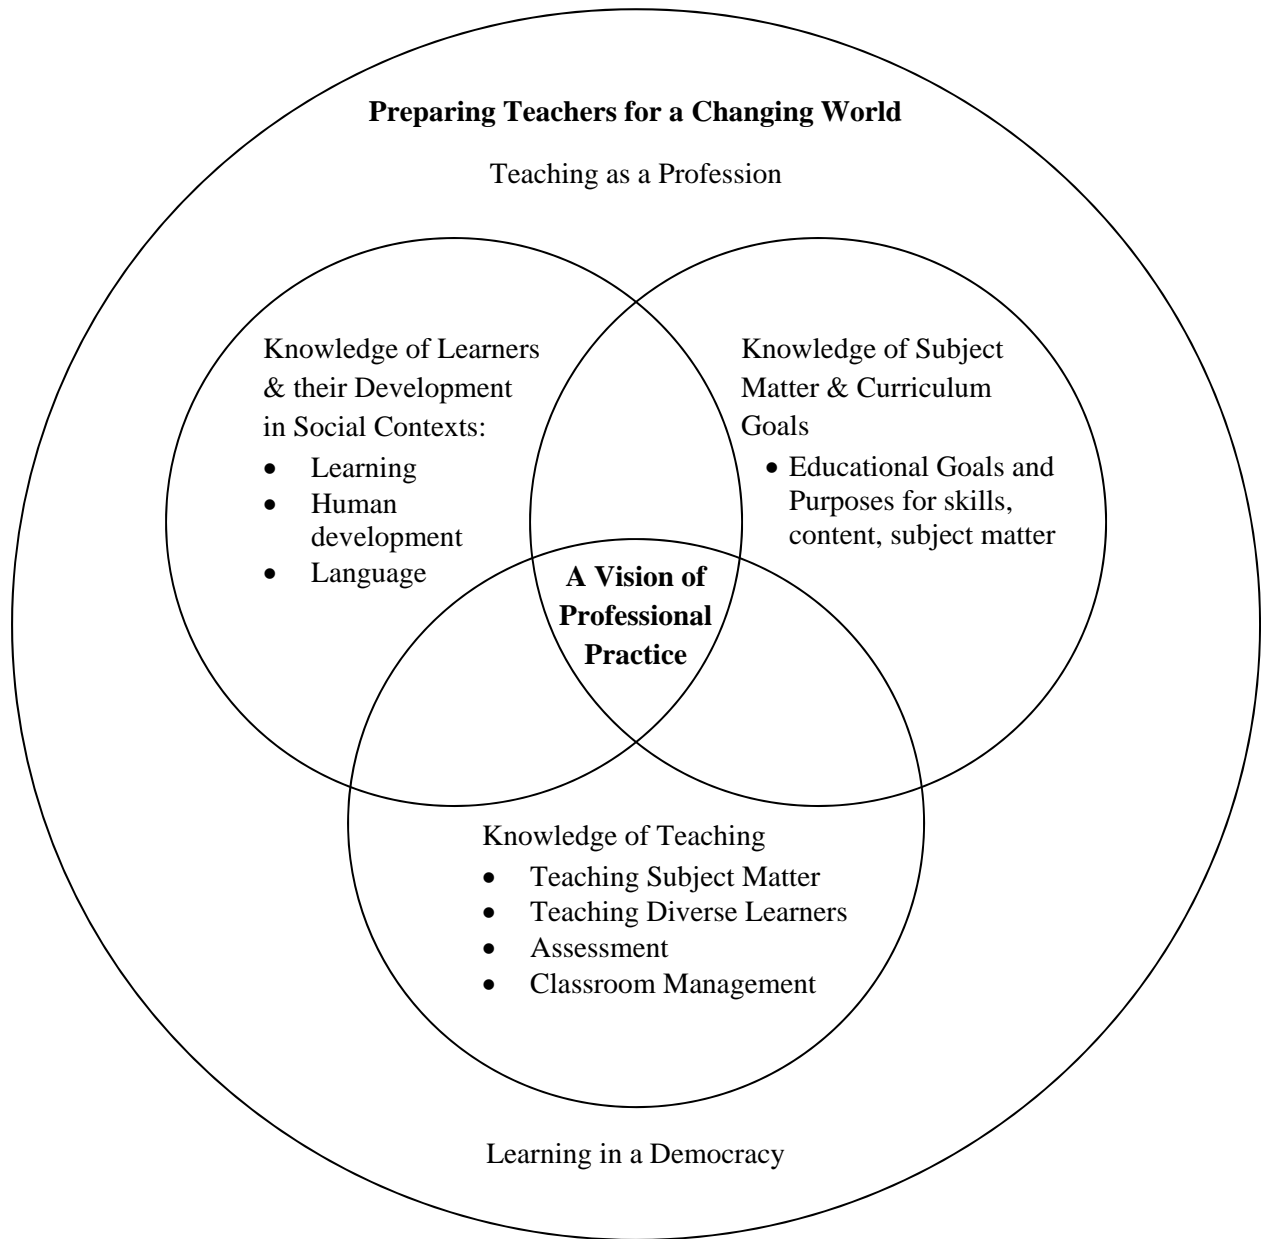 Preparing Teachers for a Changing World
Teaching as a Profession
Knowledge of Learners
& their Development
in Social Contexts:
• Learning
• Human
development
• Language
Knowledge of Subject
Matter & Curriculum
Goals
• Educational Goals and
Purposes for skills,
content, subject matter
A Vision of
Professional
Practice
Knowledge of Teaching
• Teaching Subject Matter
• Teaching Diverse Learners
• Assessment
• Classroom Management
Learning in a Democracy